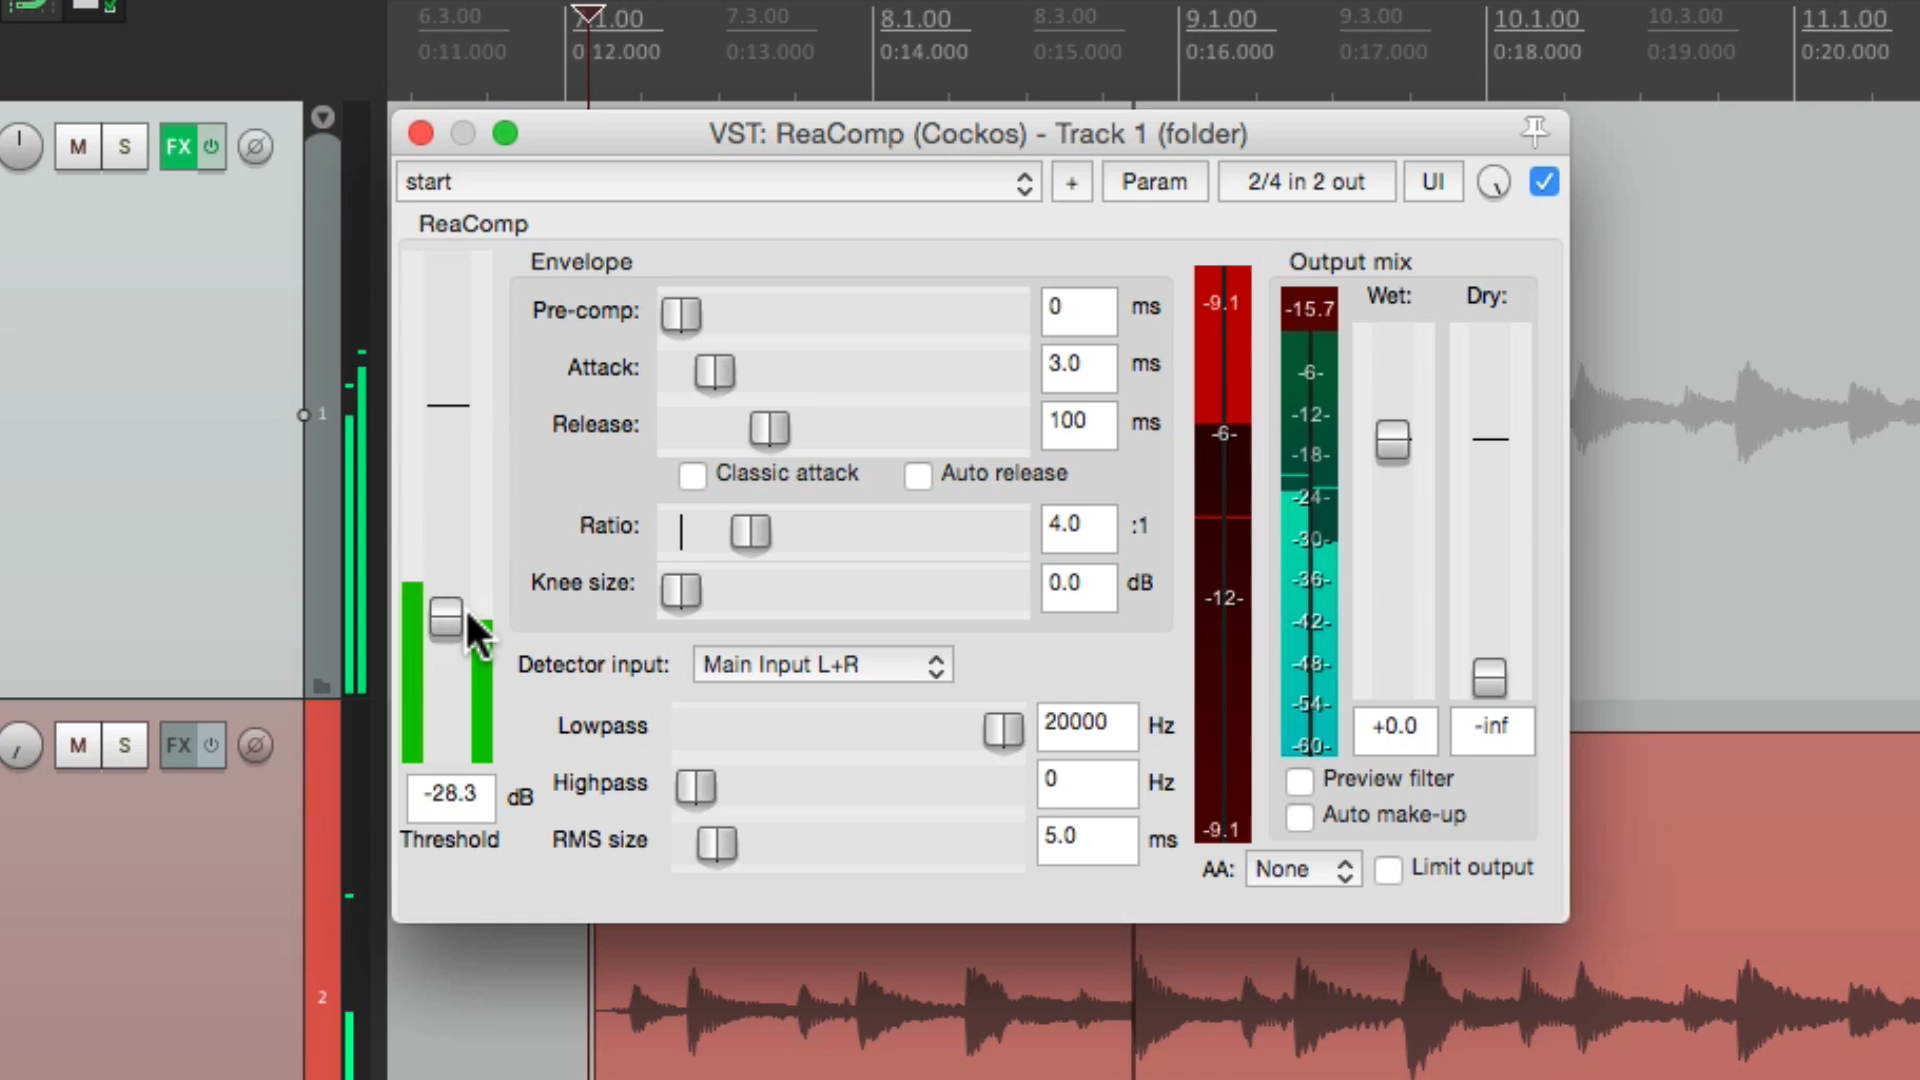 6.3.00 7.1.00 7.3.00 8.1.00 8.3.00 9.1.00 9.3.00 10.1.00 10.3.00 11.1.00
0:11.000 0:12.000 0:13.000 0:14.000 0:15.000 0:16.000 0:17.000 0:18.000 0:19.000 0:20.000
VST: ReaComp (Cockos) - Track 1 (folder)
M S FX
start + Param 2/4 in 2 out UI
ReaComp
Envelope
Pre-comp: 0 ms
Attack: 3.0 ms
Release: 100 ms
Classic attack Auto release
Ratio: 4.0 :1
Knee size: 0.0 dB
Detector input: Main Input L+R
Lowpass 20000 Hz
Highpass 0 Hz
RMS size 5.0 ms
-28.3 dB
Threshold
-9.1
-6-
-12-
-9.1
AA: None Limit output
Output mix
Wet: Dry:
-15.7
-6-
-12-
-18-
-24-
-30-
-36-
-42-
-48-
-54-
-60-
+0.0 -inf
Preview filter
Auto make-up
1
M S FX
2